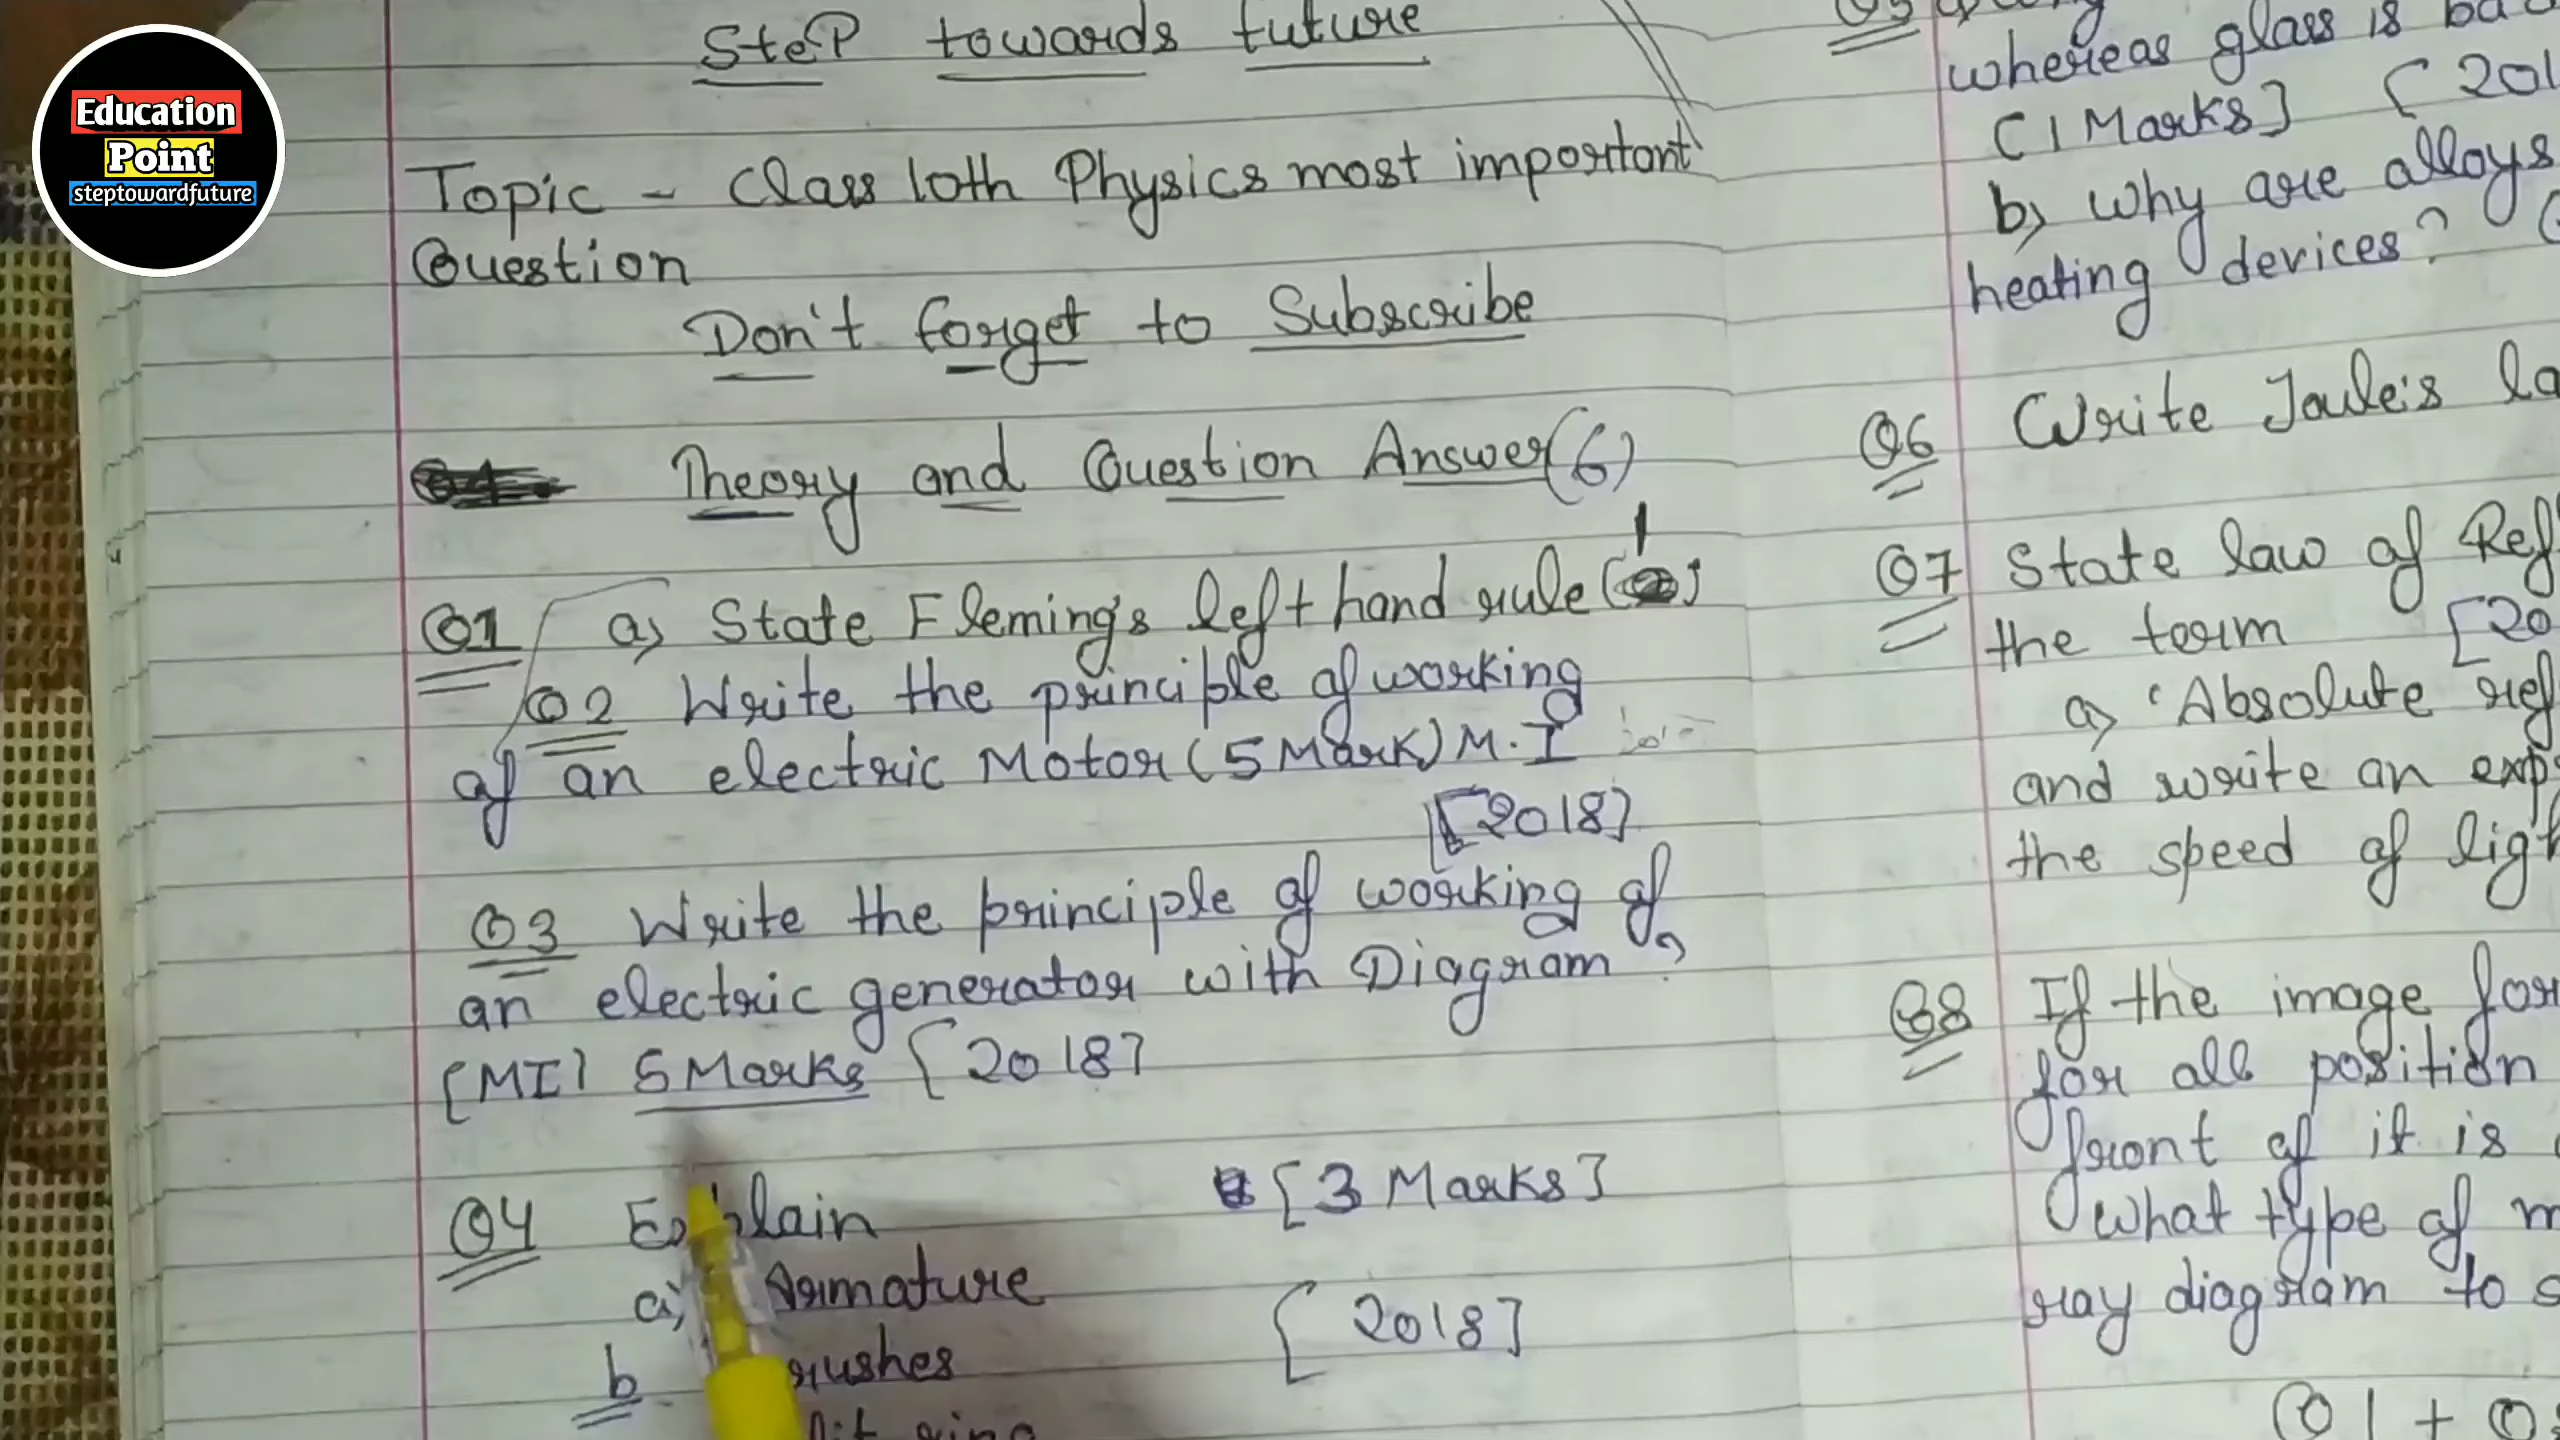 Education
Point
steptowardfuture
SteP towards future
Topic - Class 10th Physics most important
Question
Don't forget to Subscribe
Theory and Question Answer (6)
Q1 a) State Fleming's left hand rule (1)
Q2 Write the principle of working
of an electric Motor (5 Mark) M.I
[2018]
Q3 Write the principle of working of
an electric generator with Diagram ?
[MI] 5 Marks [2018]
Q4 Explain [3 Marks]
a) Armature
[2018]
b
ring
Q5
whereas glass is
[1 Marks]
b) Why are alloys
heating devices?
Q6 Write Joule's
Q7 State law of
the term
a) 'Absolute
and write an
the speed of
Q8 If the image
for all position
front of it is
What type of
ray diagram to
Q1 +